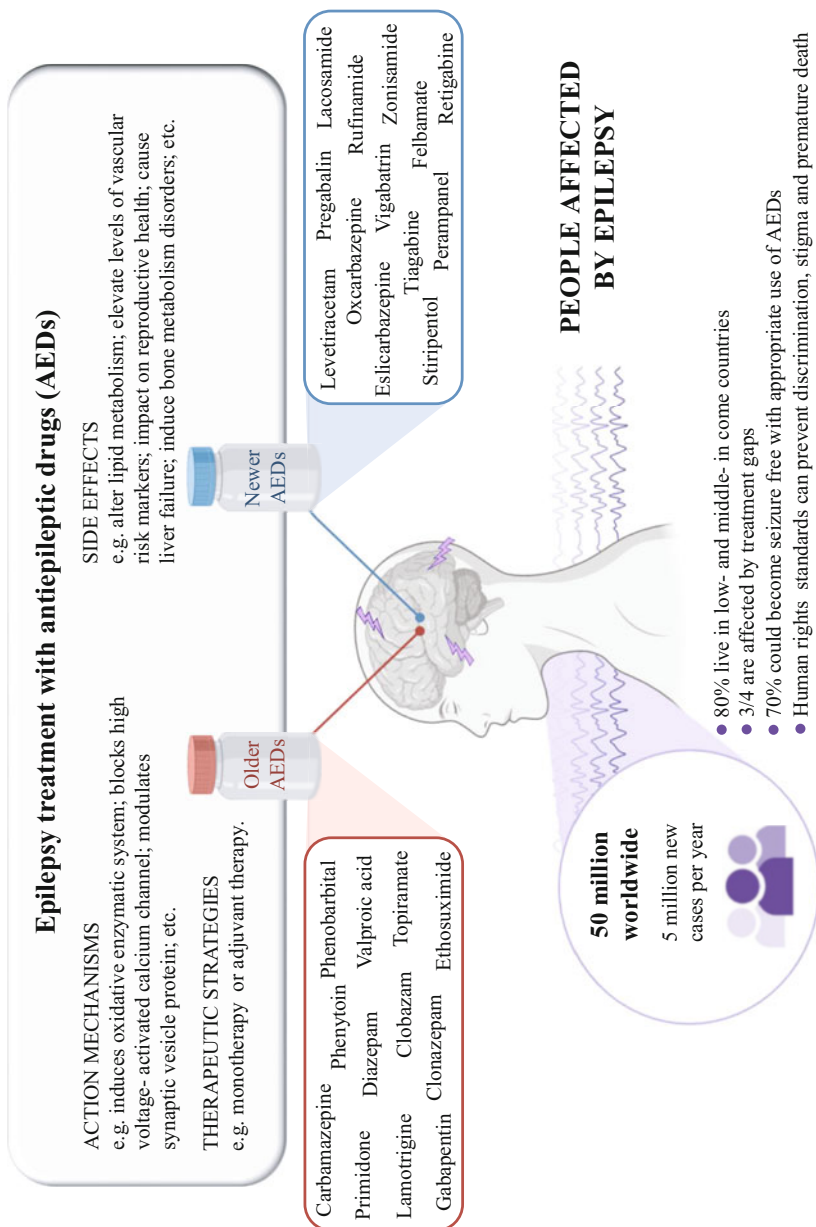 Epilepsy treatment with antiepileptic drugs (AEDs)
ACTION MECHANISMS
e.g. induces oxidative enzymatic system; blocks high
voltage- activated calcium channel; modulates
synaptic vesicle protein; etc.
THERAPEUTIC STRATEGIES
e.g. monotherapy or adjuvant therapy.
SIDE EFFECTS
e.g. alter lipid metabolism; elevate levels of vascular
risk markers; impact on reproductive health; cause
liver failure; induce bone metabolism disorders; etc.
Older
AEDs
Newer
AEDs
Carbamazepine Phenytoin Phenobarbital
Primidone Diazepam Valproic acid
Lamotrigine Clobazam Topiramate
Gabapentin Clonazepam Ethosuximide
Levetiracetam Pregabalin Lacosamide
Oxcarbazepine Rufinamide
Eslicarbazepine Vigabatrin Zonisamide
Tiagabine Felbamate
Stiripentol Perampanel Retigabine
50 million
worldwide
5 million new
cases per year
PEOPLE AFFECTED
BY EPILEPSY
80% live in low- and middle- in come countries
3/4 are affected by treatment gaps
70% could become seizure free with appropriate use of AEDs
Human rights standards can prevent discrimination, stigma and premature death